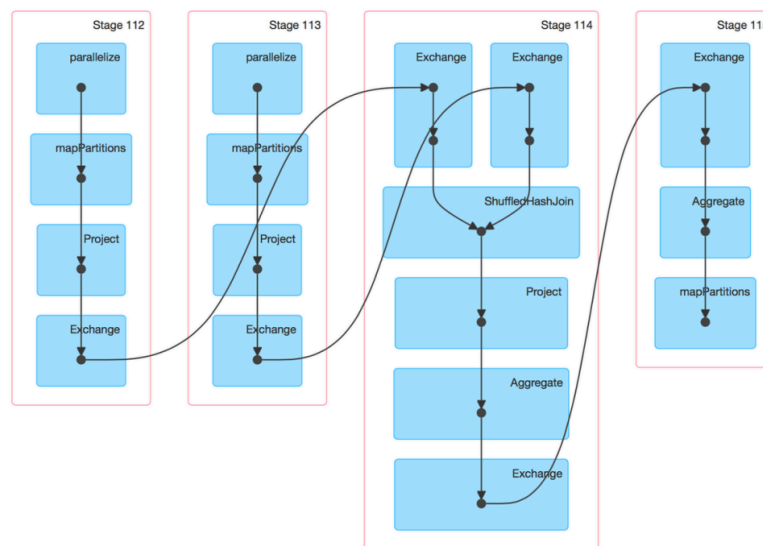 Stage 112
parallelize
mapPartitions
Project
Exchange
Stage 113
parallelize
mapPartitions
Project
Exchange
Stage 114
Exchange
Exchange
ShuffledHashJoin
Project
Aggregate
Exchange
Exchange
Aggregate
mapPartitions